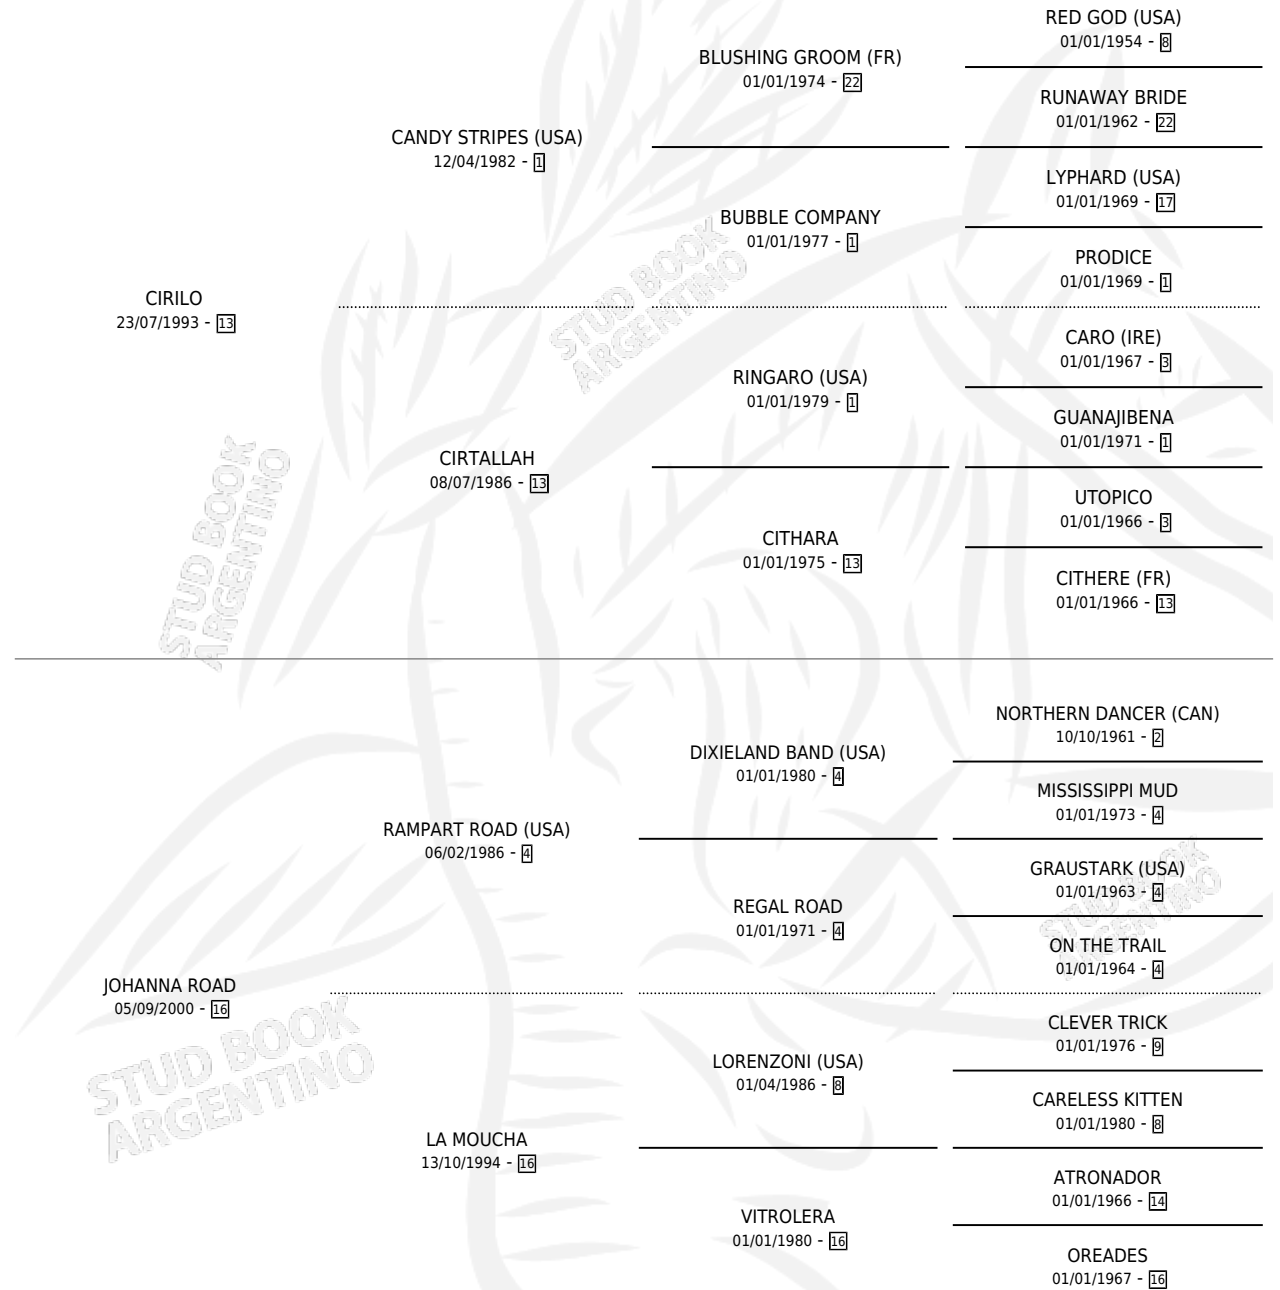 RED GOD (USA)
01/01/1954 - 8
BLUSHING GROOM (FR)
01/01/1974 - 22
RUNAWAY BRIDE
01/01/1962 - 22
CANDY STRIPES (USA)
12/04/1982 - 1
LYPHARD (USA)
01/01/1969 - 17
BUBBLE COMPANY
01/01/1977 - 1
PRODICE
01/01/1969 - 1
CIRILO
23/07/1993 - 13
STUD BOOK
ARGENTINO
CARO (IRE)
01/01/1967 - 3
RINGARO (USA)
01/01/1979 - 1
GUANAJIBENA
01/01/1971 - 1
CIRTALLAH
08/07/1986 - 13
UTOPICO
01/01/1966 - 3
CITHARA
01/01/1975 - 13
CITHERE (FR)
01/01/1966 - 13
STUD BOOK
ARGENTINO
NORTHERN DANCER (CAN)
10/10/1961 - 2
DIXIELAND BAND (USA)
01/01/1980 - 4
MISSISSIPPI MUD
01/01/1973 - 4
RAMPART ROAD (USA)
06/02/1986 - 4
GRAUSTARK (USA)
01/01/1963 - 4
REGAL ROAD
01/01/1971 - 4
ON THE TRAIL
01/01/1964 - 4
STUD BOOK
ARGENTINO
JOHANNA ROAD
05/09/2000 - 16
CLEVER TRICK
01/01/1976 - 9
LORENZONI (USA)
01/04/1986 - 8
CARELESS KITTEN
01/01/1980 - 8
STUD BOOK
ARGENTINO
LA MOUCHA
13/10/1994 - 16
ATRONADOR
01/01/1966 - 14
VITROLERA
01/01/1980 - 16
OREADES
01/01/1967 - 16